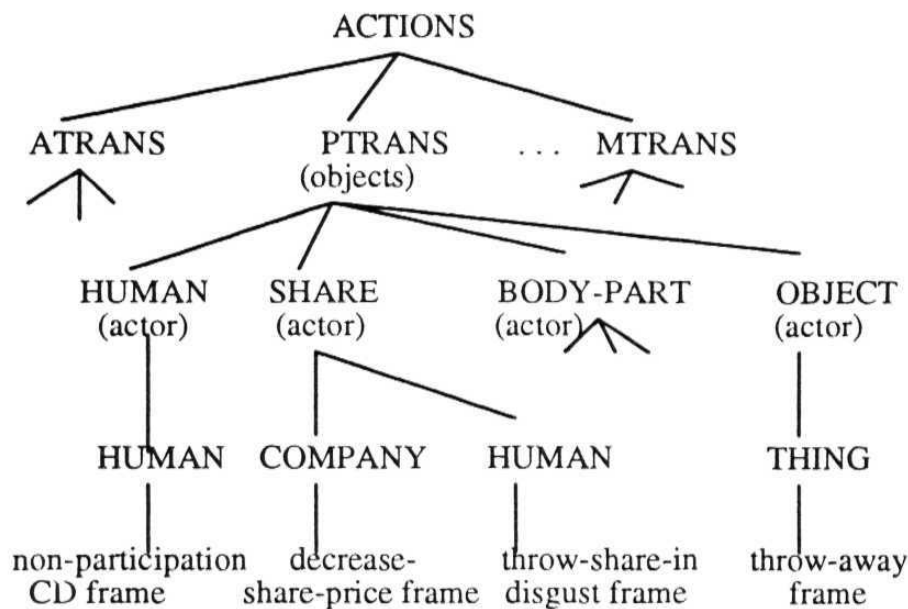 ACTIONS
ATRANS PTRANS ... MTRANS
(objects)
HUMAN SHARE BODY-PART OBJECT
(actor) (actor) (actor) (actor)
HUMAN COMPANY HUMAN THING
non-participation decrease- throw-share-in throw-away
CD frame share-price frame disgust frame frame